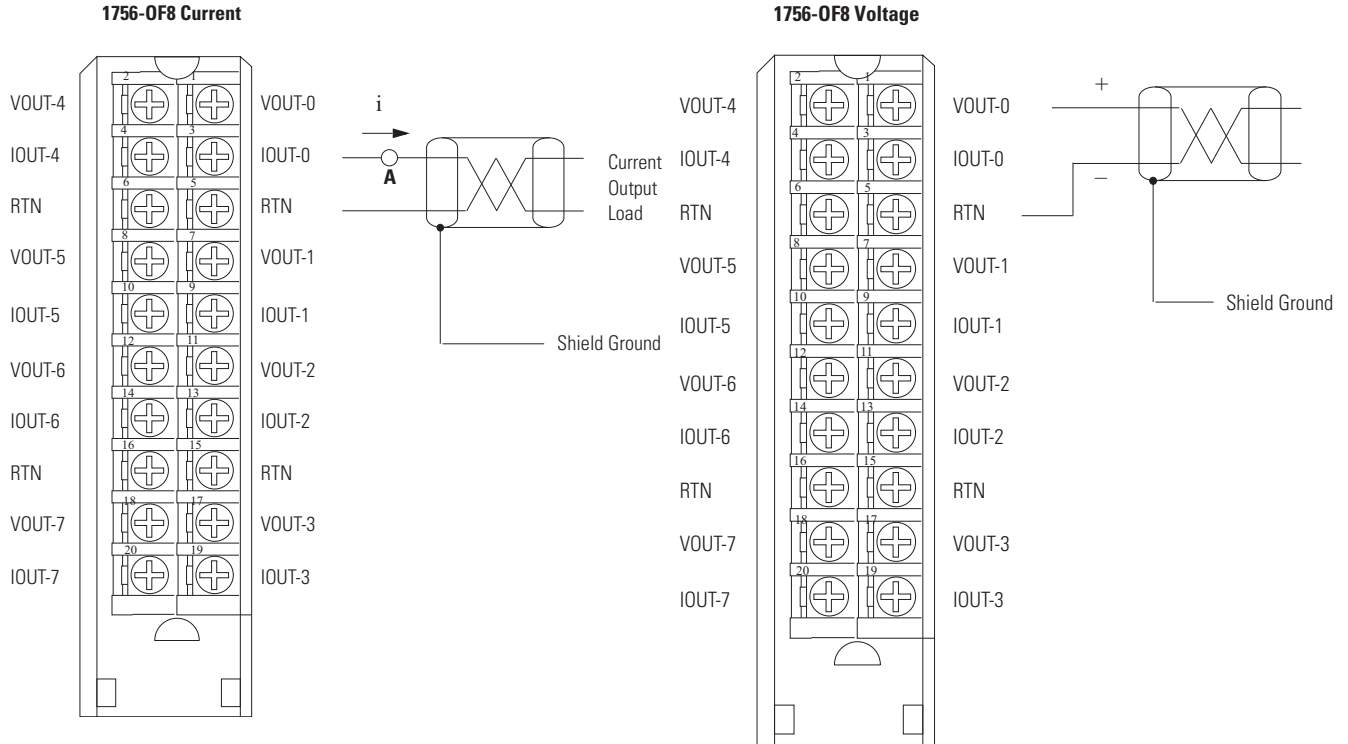 1756-OF8 Current
2 1
VOUT-4 VOUT-0
i
4 3
IOUT-4 IOUT-0
A
Current
Output
Load
6 5
RTN RTN
8 7
VOUT-5 VOUT-1
10 9
IOUT-5 IOUT-1
Shield Ground
12 11
VOUT-6 VOUT-2
14 13
IOUT-6 IOUT-2
16 15
RTN RTN
18 17
VOUT-7 VOUT-3
20 19
IOUT-7 IOUT-3
1756-OF8 Voltage
2 1
VOUT-4 VOUT-0
+
4 3
IOUT-4 IOUT-0
–
6 5
RTN RTN
8 7
VOUT-5 VOUT-1
10 9
IOUT-5 IOUT-1
Shield Ground
12 11
VOUT-6 VOUT-2
14 13
IOUT-6 IOUT-2
16 15
RTN RTN
18 17
VOUT-7 VOUT-3
20 19
IOUT-7 IOUT-3